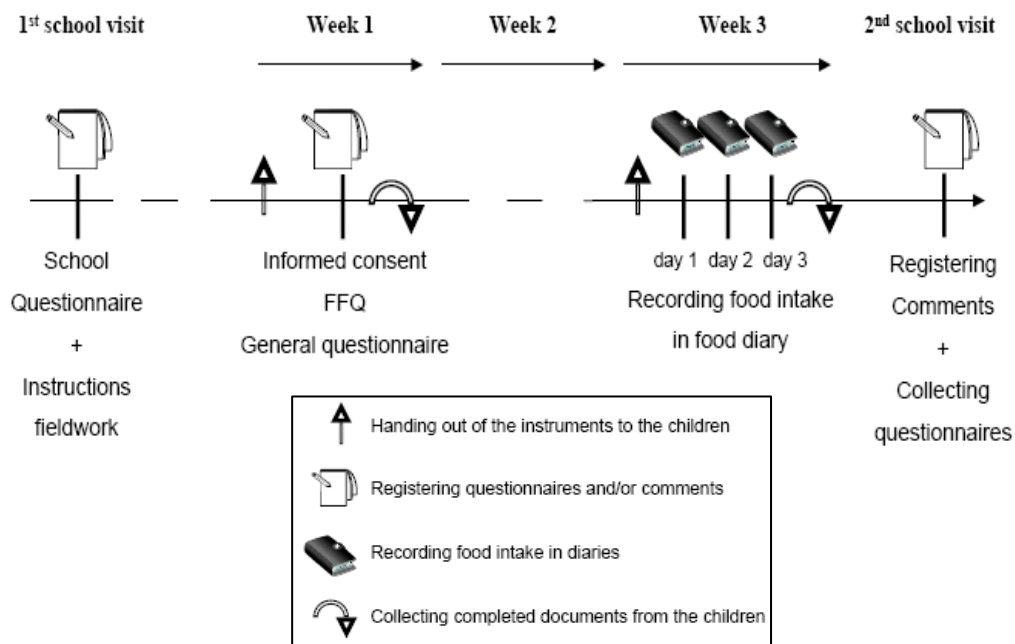 1st school visit
Week 1
Week 2
Week 3
2nd school visit
School
Questionnaire
+
Instructions
fieldwork
Informed consent
FFQ
General questionnaire
day 1 day 2 day 3
Recording food intake
in food diary
Registering
Comments
+
Collecting
questionnaires
Handing out of the instruments to the children
Registering questionnaires and/or comments
Recording food intake in diaries
Collecting completed documents from the children